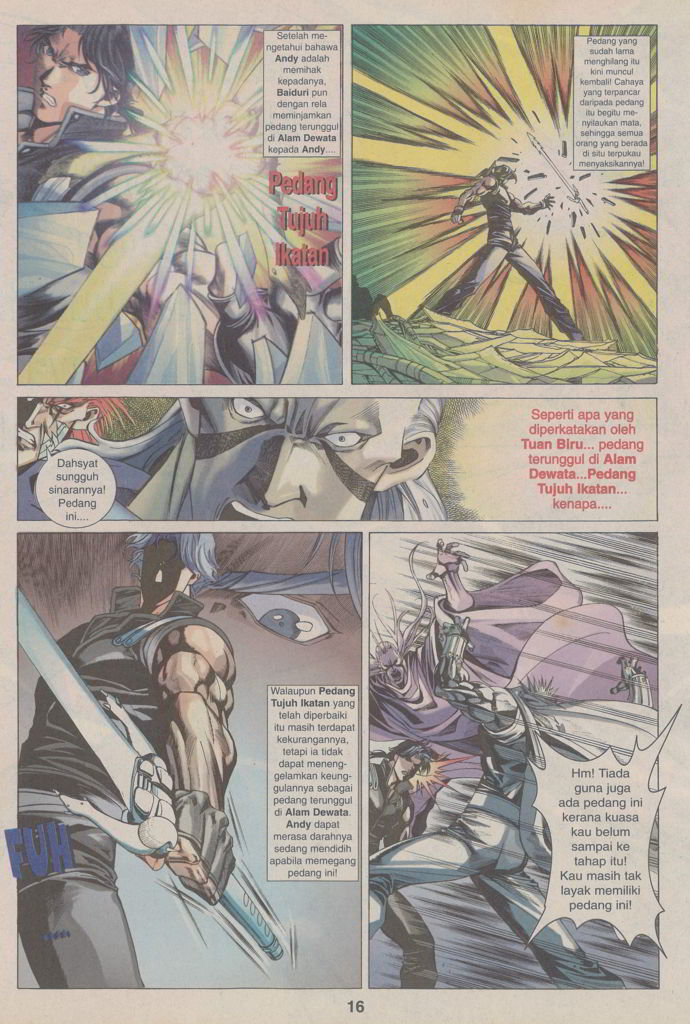 Setelah me-
ngetahui bahawa
Andy adalah
memihak
kepadanya,
Baiduri pun
dengan rela
meminjamkan
pedang terunggul
di Alam Dewata
kepada Andy....
Pedang
Tujuh
Ikatan
Pedang yang
sudah lama
menghilang itu
kini muncul
kembali! Cahaya
yang terpancar
daripada pedang
itu begitu me-
nyilaukan mata,
sehingga semua
orang yang berada
di situ terpukau
menyaksikannya!
Dahsyat
sungguh
sinarannya!
Pedang
ini....
Seperti apa yang
diperkatakan oleh
Tuan Biru... pedang
terunggul di Alam
Dewata...Pedang
Tujuh Ikatan...
kenapa....
Walaupun Pedang
Tujuh Ikatan yang
telah diperbaiki
itu masih terdapat
kekurangannya,
tetapi ia tidak
dapat meneng-
gelamkan keung-
gulannya sebagai
pedang terunggul
di Alam Dewata.
Andy dapat
merasa darahnya
sedang mendidih
apabila memegang
pedang ini!
FUH
Hm! Tiada
guna juga
ada pedang ini
kerana kuasa
kau belum
sampai ke
tahap itu!
Kau masih tak
layak memiliki
pedang ini!
16